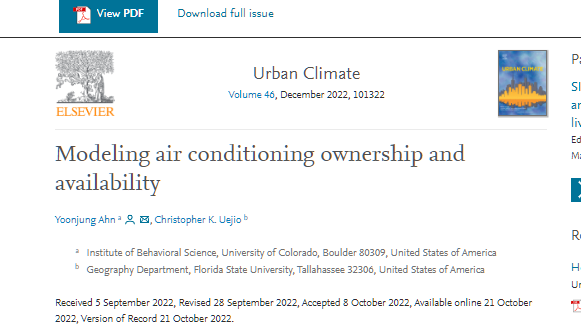 View PDF
Download full issue
ELSEVIER
Urban Climate
Volume 46, December 2022, 101322
URBAN CLIMATE
Modeling air conditioning ownership and
availability
Yoonjung Ahn a, Christopher K. Uejio b
a Institute of Behavioral Science, University of Colorado, Boulder 80309, United States of America
b Geography Department, Florida State University, Tallahassee 32306, United States of America
Received 5 September 2022, Revised 28 September 2022, Accepted 8 October 2022, Available online 21 October
2022, Version of Record 21 October 2022.